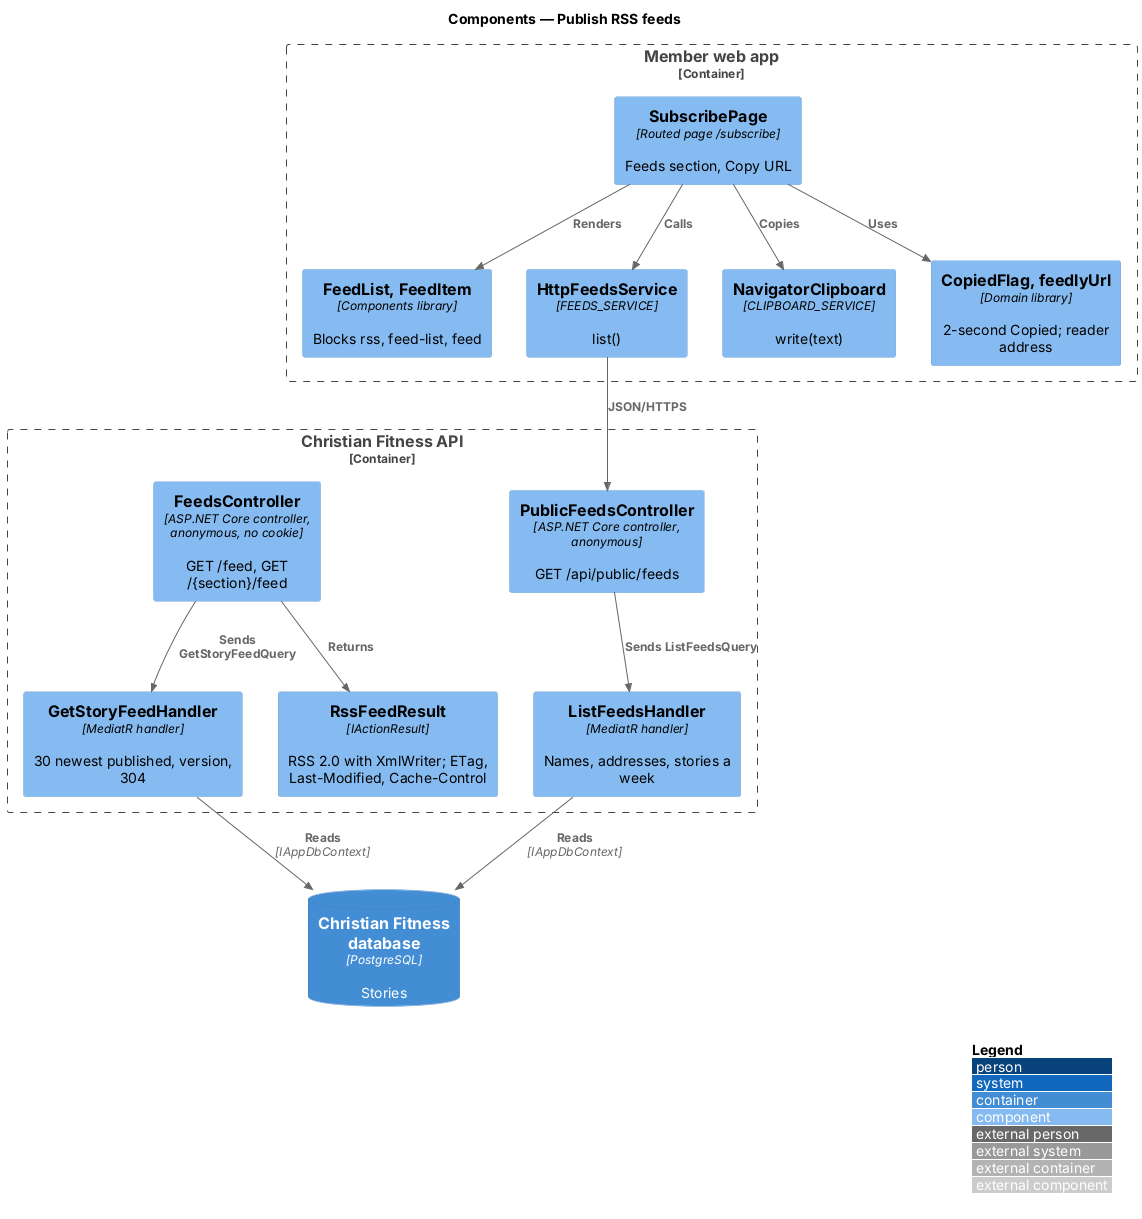 Components — Publish RSS feeds
Member web app
[Container]
SubscribePage
[Routed page /subscribe]
Feeds section, Copy URL
Renders
Calls
Copies
Uses
FeedList, FeedItem
[Components library]
Blocks rss, feed-list, feed
HttpFeedsService
[FEEDS_SERVICE]
list()
NavigatorClipboard
[CLIPBOARD_SERVICE]
write(text)
CopiedFlag, feedlyUrl
[Domain library]
2-second Copied; reader
address
JSON/HTTPS
Christian Fitness API
[Container]
FeedsController
[ASP.NET Core controller,
anonymous, no cookie]
GET /feed, GET
/{section}/feed
PublicFeedsController
[ASP.NET Core controller,
anonymous]
GET /api/public/feeds
Sends
GetStoryFeedQuery
Returns
Sends ListFeedsQuery
GetStoryFeedHandler
[MediatR handler]
30 newest published, version,
304
RssFeedResult
[IActionResult]
RSS 2.0 with XmlWriter; ETag,
Last-Modified, Cache-Control
ListFeedsHandler
[MediatR handler]
Names, addresses, stories a
week
Reads
[IAppDbContext]
Reads
[IAppDbContext]
Christian Fitness
database
[PostgreSQL]
Stories
Legend
person
system
container
component
external person
external system
external container
external component